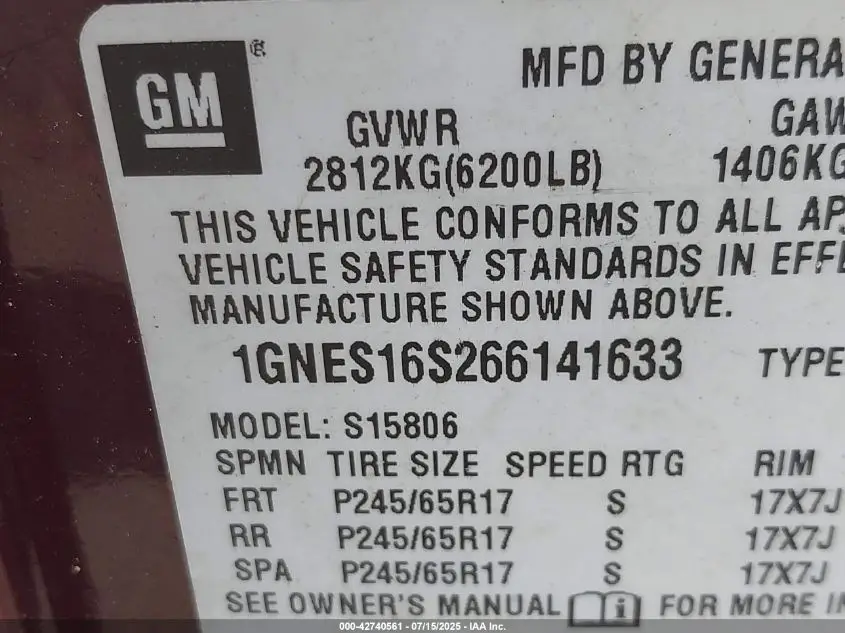 GM ®
MFD BY GENERA
GVWR GAW
2812KG(6200LB) 1406KG
THIS VEHICLE CONFORMS TO ALL AP
VEHICLE SAFETY STANDARDS IN EFFE
MANUFACTURE SHOWN ABOVE.
1GNES16S266141633 TYPE
MODEL: S15806
SPMN TIRE SIZE SPEED RTG RIM
FRT P245/65R17 S 17X7J
RR P245/65R17 S 17X7J
SPA P245/65R17 S 17X7J
SEE OWNER'S MANUAL FOR MORE IN
000-42740561 - 07/15/2025 - IAA Inc.